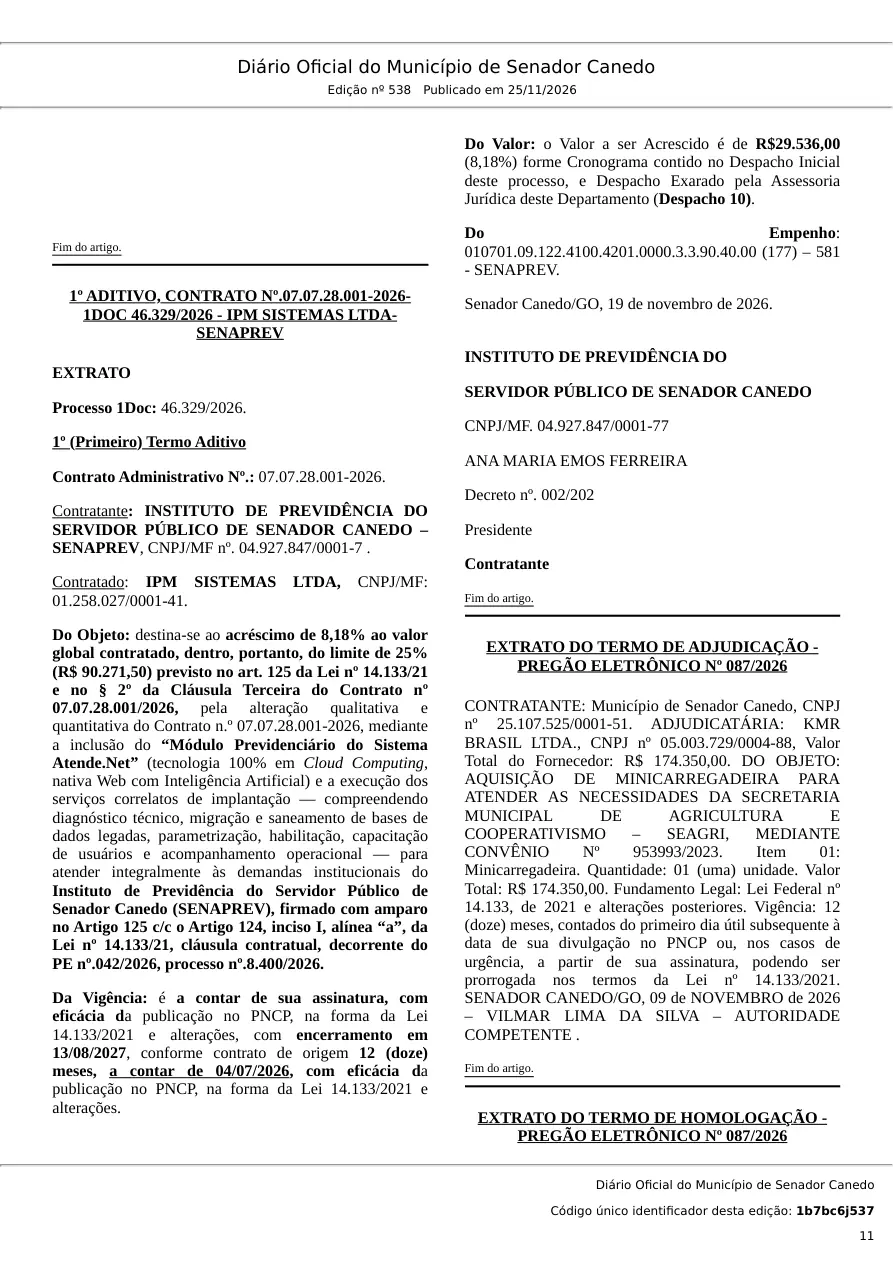 Diário Oficial do Município de Senador Canedo
Edição nº 538 Publicado em 25/11/2026
Fim do artigo.
1º ADITIVO, CONTRATO Nº.07.07.28.001-2026-
1DOC 46.329/2026 - IPM SISTEMAS LTDA-
SENAPREV
EXTRATO
Processo 1Doc: 46.329/2026.
1º (Primeiro) Termo Aditivo
Contrato Administrativo Nº.: 07.07.28.001-2026.
Contratante: INSTITUTO DE PREVIDÊNCIA DO
SERVIDOR PÚBLICO DE SENADOR CANEDO –
SENAPREV, CNPJ/MF nº. 04.927.847/0001-7 .
Contratado: IPM SISTEMAS LTDA, CNPJ/MF:
01.258.027/0001-41.
Do Objeto: destina-se ao acréscimo de 8,18% ao valor
global contratado, dentro, portanto, do limite de 25%
(R$ 90.271,50) previsto no art. 125 da Lei nº 14.133/21
e no § 2º da Cláusula Terceira do Contrato nº
07.07.28.001/2026, pela alteração qualitativa e
quantitativa do Contrato n.º 07.07.28.001-2026, mediante
a inclusão do “Módulo Previdenciário do Sistema
Atende.Net” (tecnologia 100% em Cloud Computing,
nativa Web com Inteligência Artificial) e a execução dos
serviços correlatos de implantação — compreendendo
diagnóstico técnico, migração e saneamento de bases de
dados legadas, parametrização, habilitação, capacitação
de usuários e acompanhamento operacional — para
atender integralmente às demandas institucionais do
Instituto de Previdência do Servidor Público de
Senador Canedo (SENAPREV), firmado com amparo
no Artigo 125 c/c o Artigo 124, inciso I, alínea “a”, da
Lei nº 14.133/21, cláusula contratual, decorrente do
PE nº.042/2026, processo nº.8.400/2026.
Da Vigência: é a contar de sua assinatura, com
eficácia da publicação no PNCP, na forma da Lei
14.133/2021 e alterações, com encerramento em
13/08/2027, conforme contrato de origem 12 (doze)
meses, a contar de 04/07/2026, com eficácia da
publicação no PNCP, na forma da Lei 14.133/2021 e
alterações.
Do Valor: o Valor a ser Acrescido é de R$29.536,00
(8,18%) forme Cronograma contido no Despacho Inicial
deste processo, e Despacho Exarado pela Assessoria
Jurídica deste Departamento (Despacho 10).
Do Empenho:
010701.09.122.4100.4201.0000.3.3.90.40.00 (177) – 581
- SENAPREV.
Senador Canedo/GO, 19 de novembro de 2026.
INSTITUTO DE PREVIDÊNCIA DO
SERVIDOR PÚBLICO DE SENADOR CANEDO
CNPJ/MF. 04.927.847/0001-77
ANA MARIA EMOS FERREIRA
Decreto nº. 002/202
Presidente
Contratante
Fim do artigo.
EXTRATO DO TERMO DE ADJUDICAÇÃO -
PREGÃO ELETRÔNICO Nº 087/2026
CONTRATANTE: Município de Senador Canedo, CNPJ
nº 25.107.525/0001-51. ADJUDICATÁRIA: KMR
BRASIL LTDA., CNPJ nº 05.003.729/0004-88, Valor
Total do Fornecedor: R$ 174.350,00. DO OBJETO:
AQUISIÇÃO DE MINICARREGADEIRA PARA
ATENDER AS NECESSIDADES DA SECRETARIA
MUNICIPAL DE AGRICULTURA E
COOPERATIVISMO – SEAGRI, MEDIANTE
CONVÊNIO Nº 953993/2023. Item 01:
Minicarregadeira. Quantidade: 01 (uma) unidade. Valor
Total: R$ 174.350,00. Fundamento Legal: Lei Federal nº
14.133, de 2021 e alterações posteriores. Vigência: 12
(doze) meses, contados do primeiro dia útil subsequente à
data de sua divulgação no PNCP ou, nos casos de
urgência, a partir de sua assinatura, podendo ser
prorrogada nos termos da Lei nº 14.133/2021.
SENADOR CANEDO/GO, 09 de NOVEMBRO de 2026
– VILMAR LIMA DA SILVA – AUTORIDADE
COMPETENTE .
Fim do artigo.
EXTRATO DO TERMO DE HOMOLOGAÇÃO -
PREGÃO ELETRÔNICO Nº 087/2026
Diário Oficial do Município de Senador Canedo
Código único identificador desta edição: 1b7bc6j537
11